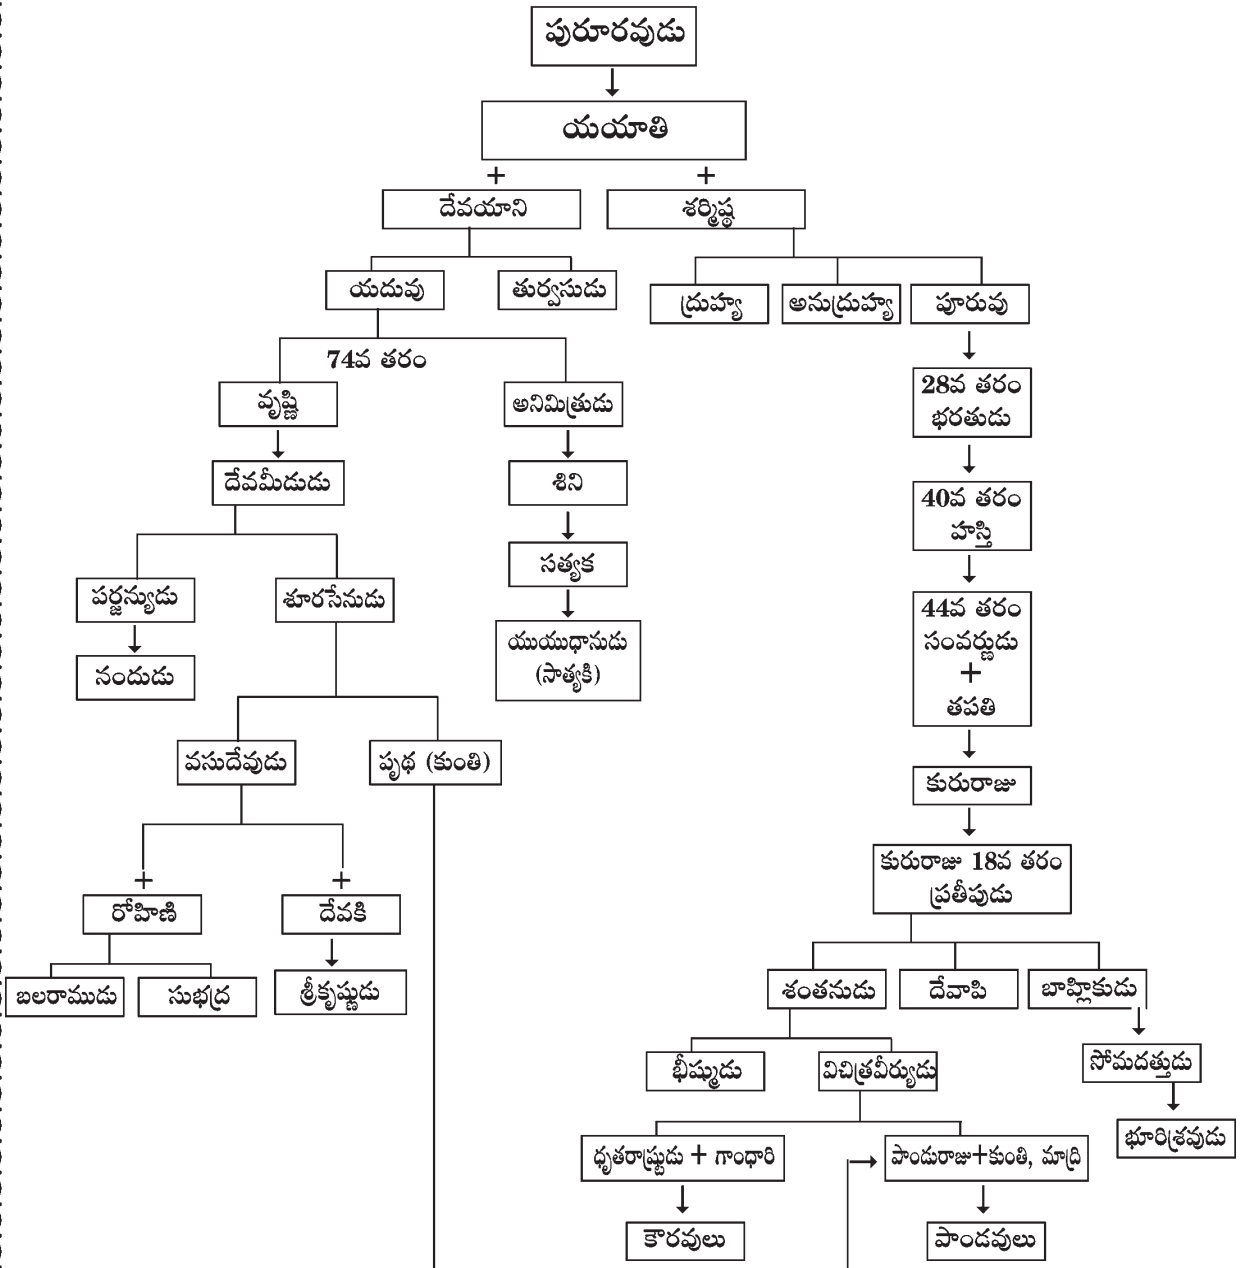 పురూరవుడు
యయాతి
+ +
దేవయాని శర్మిష్ఠ
యదువు తుర్వసుడు ద్రుహ్య అనుద్రుహ్య పూరువు
74వ తరం
28వ తరం
భరతుడు
వృష్ణి అనిమిత్రుడు
దేవమీదుడు శిని
40వ తరం
హస్తి
సత్యక
పర్జన్యుడు శూరసేనుడు
44వ తరం
సంవర్ణుడు
+
తపతి
యుయుధానుడు
(సాత్యకి)
నందుడు
వసుదేవుడు పృథ (కుంతి)
కురురాజు
కురురాజు 18వ తరం
ప్రతీపుడు
+ +
రోహిణి దేవకి
బలరాముడు సుభద్ర శ్రీకృష్ణుడు
శంతనుడు దేవాపి బాహ్లికుడు
భీష్ముడు విచిత్రవీర్యుడు సోమదత్తుడు
భూరిశ్రవుడు
ధృతరాష్ట్రుడు + గాంధారి పాండురాజు+కుంతి, మాద్రి
కౌరవులు పాండవులు